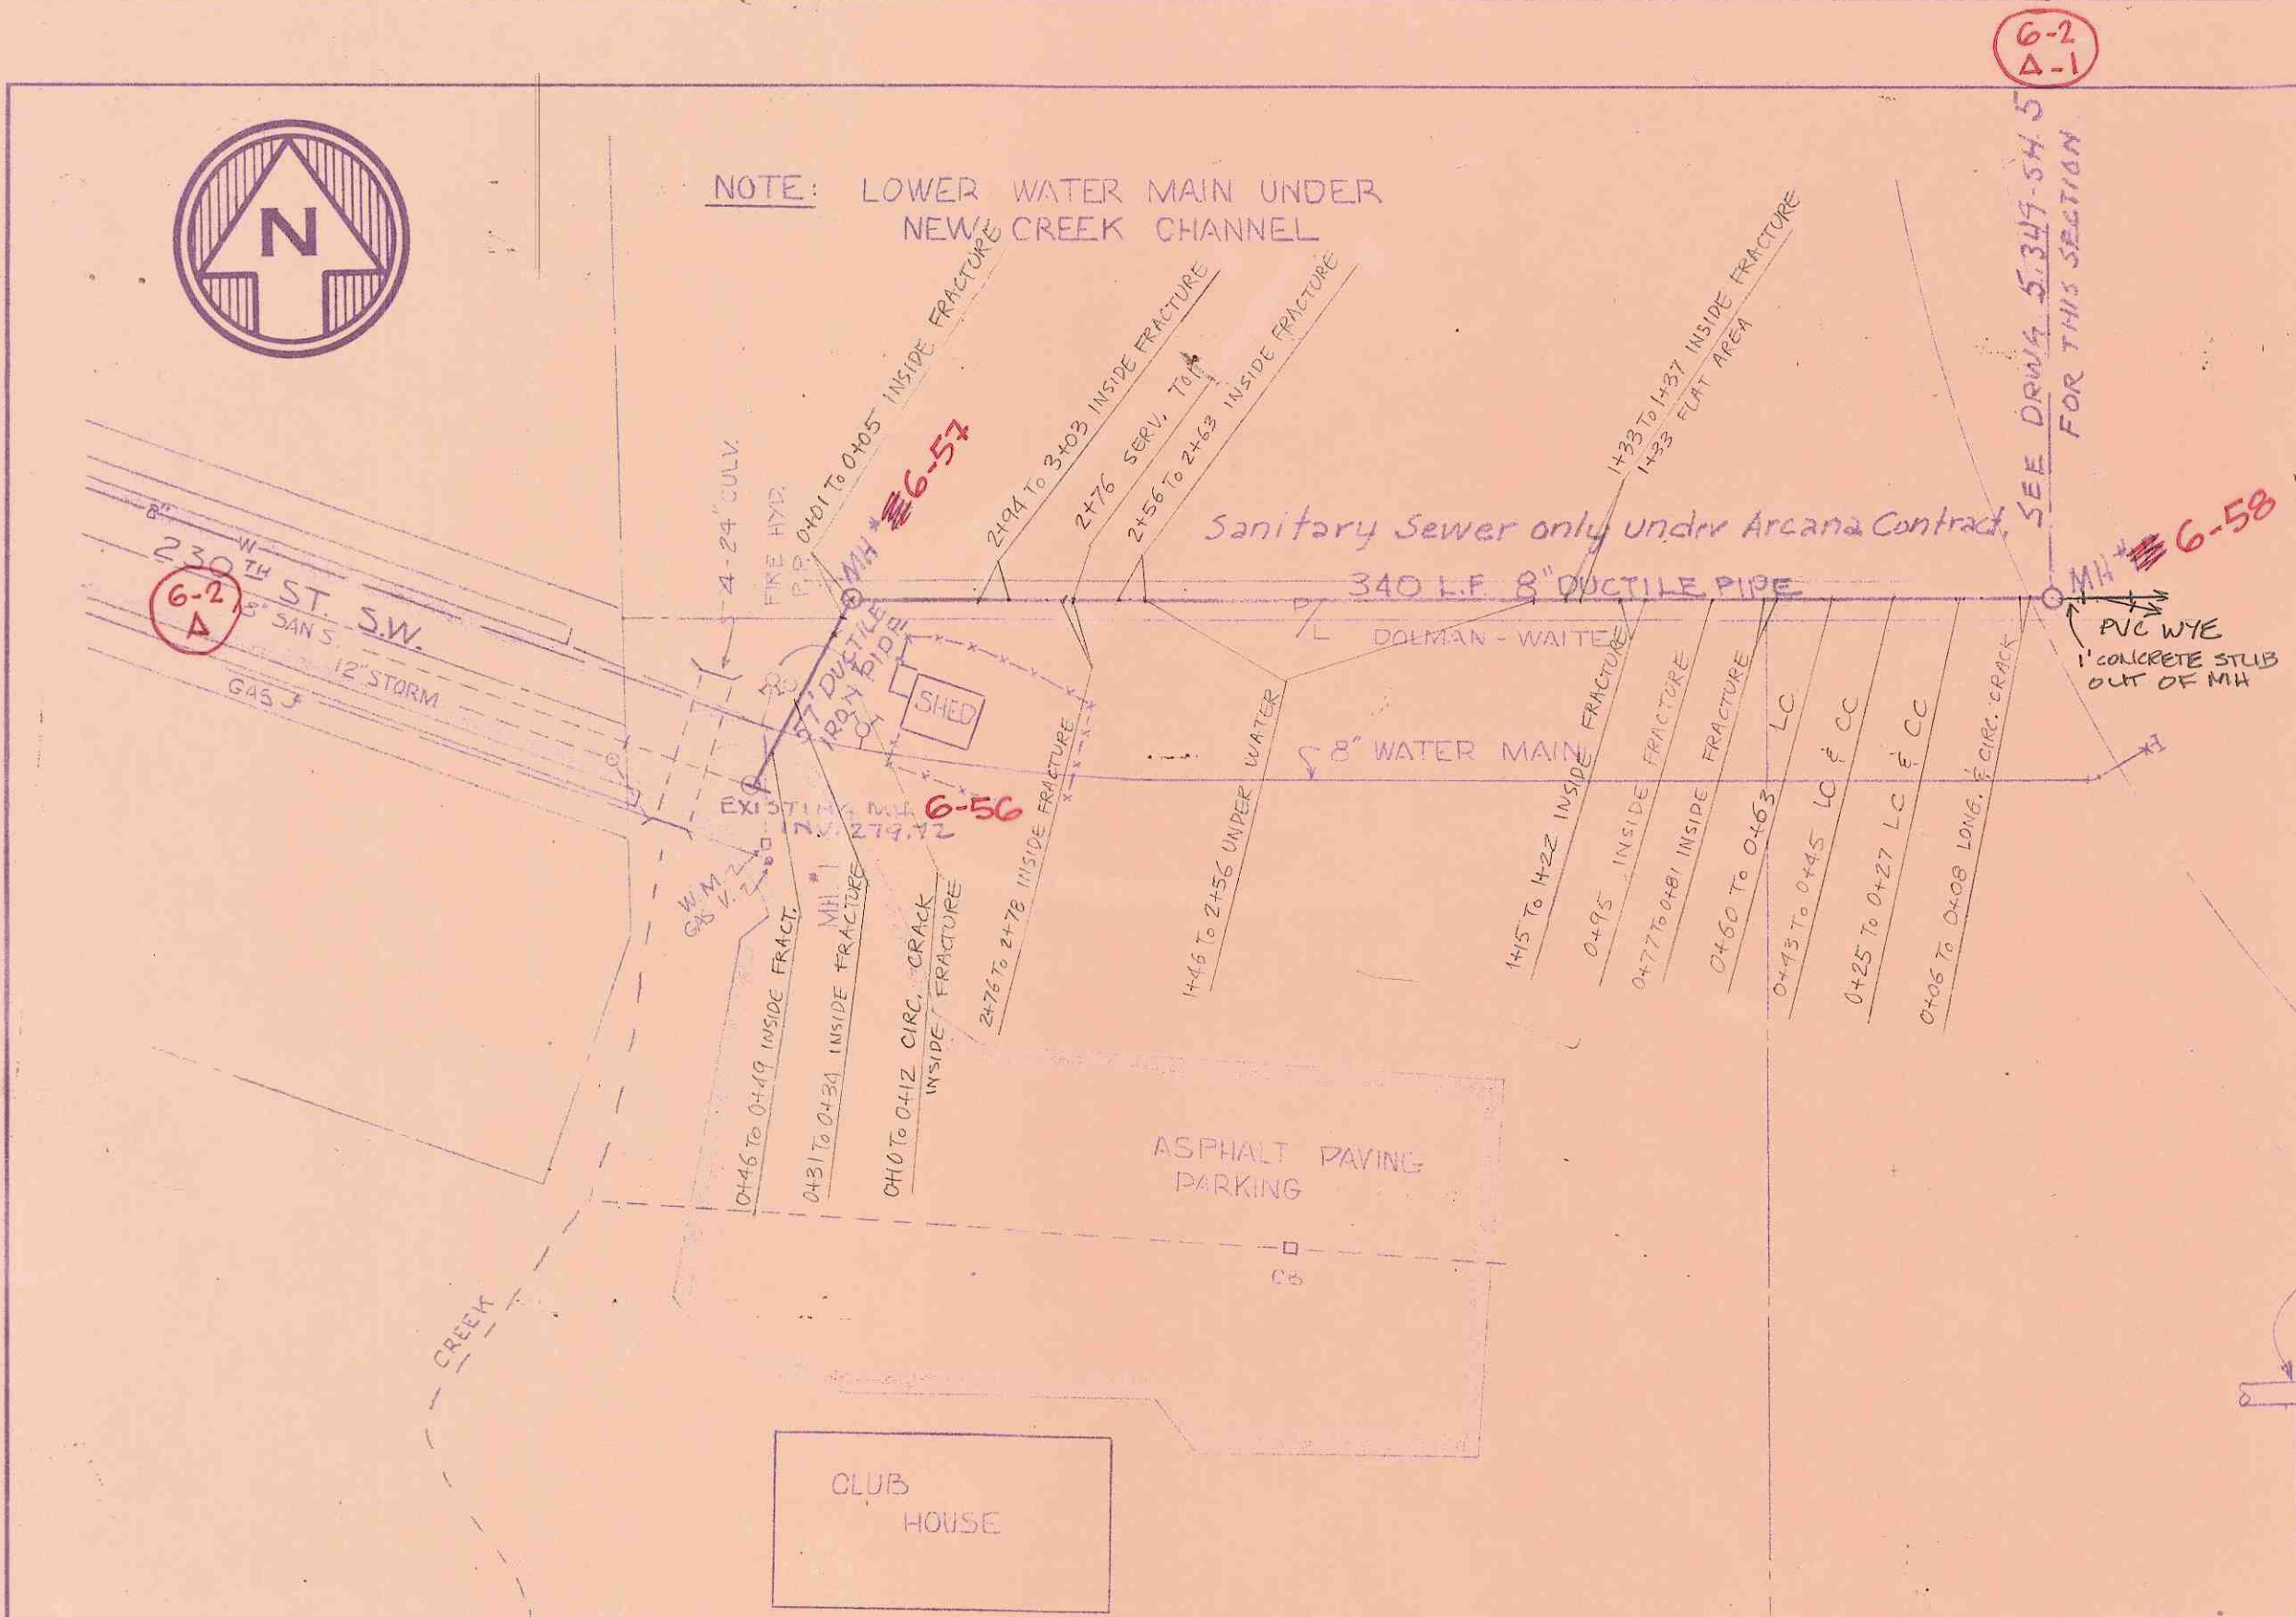 6-2
A-1
N
NOTE: LOWER WATER MAIN UNDER
NEW CREEK CHANNEL
SEE DRWG 5.349-SH. 5
FOR THIS SECTION
0+01 TO 0+05 INSIDE FRACTURE
2+94 TO 3+03 INSIDE FRACTURE
2+76 SERV. TO
2+56 TO 2+63 INSIDE FRACTURE
1+33 TO 1+37 INSIDE FRACTURE
1+33 FLAT AREA
4-24" CULV.
FIRE HYD.
P.P.
MH # 6-57
Sanitary Sewer only under Arcana Contract.
340 L.F. 8" DUCTILE PIPE
P/L
DOLMAN - WAITE
MH # 6-58
PVC WYE
1' CONCRETE STUB
OUT OF MH
8" W
230TH ST. S.W.
6-2
A
8" SAN S.
12" STORM
GAS
57' DUCTILE
IRON PIPE
SHED
8" WATER MAIN
EXISTING M.H. 6-56
INV. 279.72
MH #1
W.M.
G.V.
0+46 TO 0+49 INSIDE FRACT.
0+31 TO 0+34 INSIDE FRACTURE
0+10 TO 0+12 CIRC. CRACK
INSIDE FRACTURE
2+76 TO 2+78 INSIDE FRACTURE
1+46 TO 2+56 UNDER WATER
1+15 TO 1+22 INSIDE FRACTURE
0+95 INSIDE FRACTURE
0+77 TO 0+81 INSIDE FRACTURE
0+60 TO 0+63 LC
0+43 TO 0+45 LC & CC
0+25 TO 0+27 LC & CC
0+06 TO 0+08 LONG. & CIRC. CRACK
ASPHALT PAVING
PARKING
CB
CREEK
CLUB
HOUSE